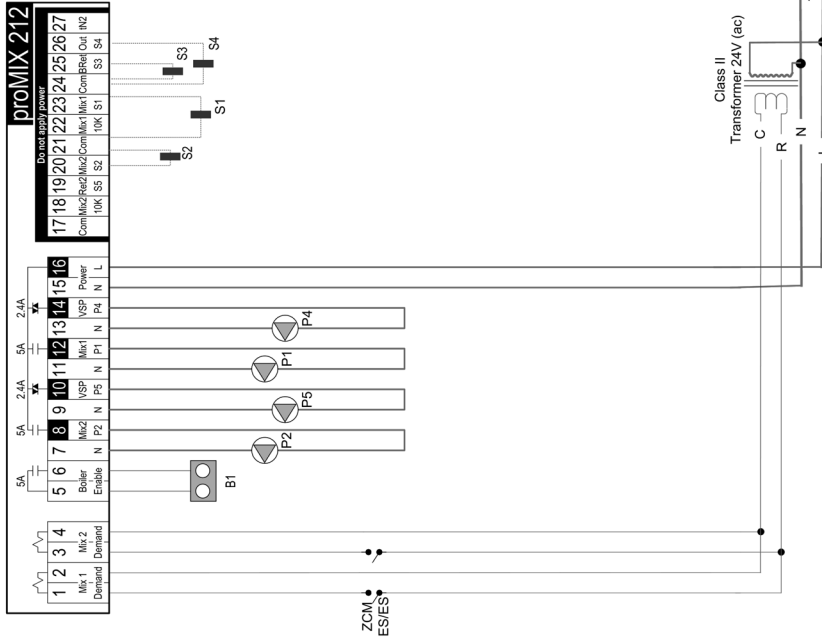 proMIX 212
Do not apply power
17 18 19 20 21 22 23 24 25 26 27
Com Mix2 Ret2 Mix2 Com Mix1 Mix1 Com BRet Out tN2
10K S5 S2 10K S1 S3 S4
S4
S3
S1
S2
Class II
Transformer 24V (ac)
C
R
N
5A 5A 2.4A 5A 2.4A
1 2 3 4 5 6 7 8 9 10 11 12 13 14 15 16
Mix 1 Mix 2 Boiler Mix2 VSP Mix1 VSP Power
Demand Demand Enable N P2 N P5 N P1 N P4 N L
P4
P1
P5
P2
B1
ZCM
ES/ES